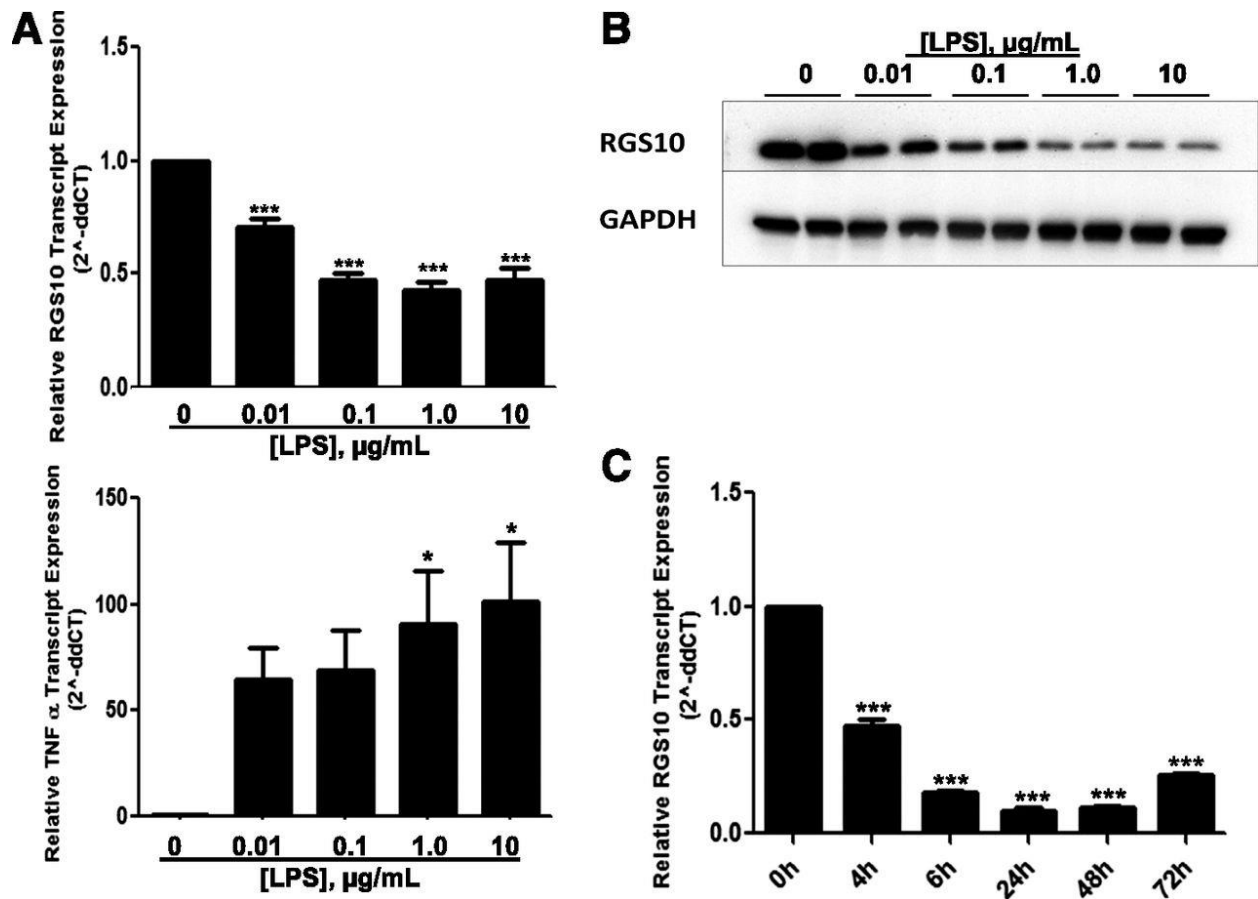 A
Relative RGS10 Transcript Expression
(2^-ddCT)
1.5
1.0
0.5
0.0
***
***
***
***
0 0.01 0.1 1.0 10
[LPS], µg/mL
Relative TNF α Transcript Expression
(2^-ddCT)
150
100
50
0
*
*
0 0.01 0.1 1.0 10
[LPS], µg/mL
B
[LPS], µg/mL
0 0.01 0.1 1.0 10
RGS10
GAPDH
C
Relative RGS10 Transcript Expression
(2^-ddCT)
1.5
1.0
0.5
0.0
***
***
***
***
***
0h 4h 6h 24h 48h 72h